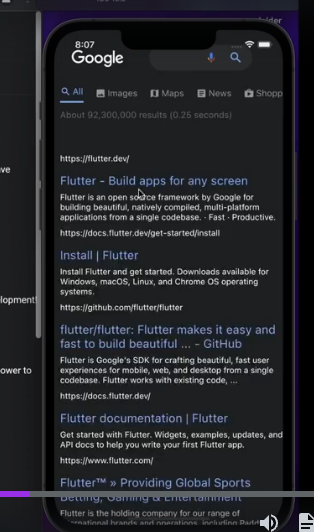 folder
8:07
Google
All Images Maps News Shopp
About 92,300,000 results (0.25 seconds)
https://flutter.dev/
Flutter - Build apps for any screen
Flutter is an open source framework by Google for
building beautiful, natively compiled, multi-platform
applications from a single codebase. · Fast · Productive.
https://docs.flutter.dev/get-started/install
Install | Flutter
Install Flutter and get started. Downloads available for
Windows, macOS, Linux, and Chrome OS operating
systems.
https://github.com/flutter/flutter
flutter/flutter: Flutter makes it easy and
fast to build beautiful ... - GitHub
Flutter is Google's SDK for crafting beautiful, fast user
experiences for mobile, web, and desktop from a single
codebase. Flutter works with existing code, ...
https://docs.flutter.dev/
Flutter documentation | Flutter
Get started with Flutter. Widgets, examples, updates, and
API docs to help you write your first Flutter app.
https://www.flutter.com/
Flutter™ » Providing Global Sports
Betting, Gaming & Entertainment
Flutter is the holding company for our range of
international brands and operations, including Paddy
ve
lopment!
ower to